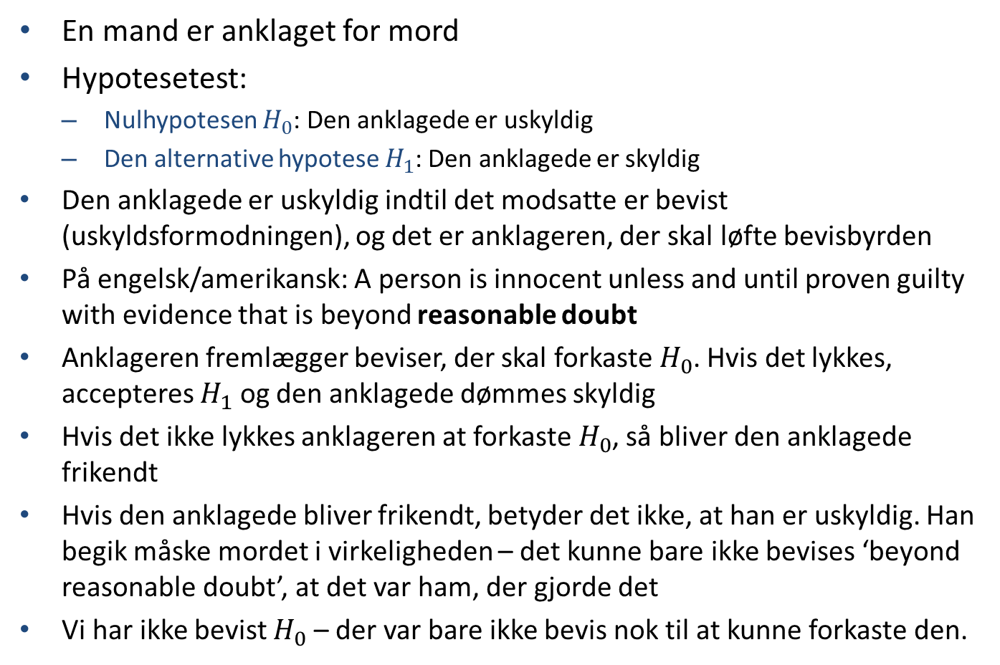 • En mand er anklaget for mord
• Hypotesetest:
– Nulhypotesen H₀: Den anklagede er uskyldig
– Den alternative hypotese H₁: Den anklagede er skyldig
• Den anklagede er uskyldig indtil det modsatte er bevist
(uskyldsformodningen), og det er anklageren, der skal løfte bevisbyrden
• På engelsk/amerikansk: A person is innocent unless and until proven guilty
with evidence that is beyond reasonable doubt
• Anklageren fremlægger beviser, der skal forkaste H₀. Hvis det lykkes,
accepteres H₁ og den anklagede dømmes skyldig
• Hvis det ikke lykkes anklageren at forkaste H₀, så bliver den anklagede
frikendt
• Hvis den anklagede bliver frikendt, betyder det ikke, at han er uskyldig. Han
begik måske mordet i virkeligheden – det kunne bare ikke bevises ‘beyond
reasonable doubt’, at det var ham, der gjorde det
• Vi har ikke bevist H₀ – der var bare ikke bevis nok til at kunne forkaste den.